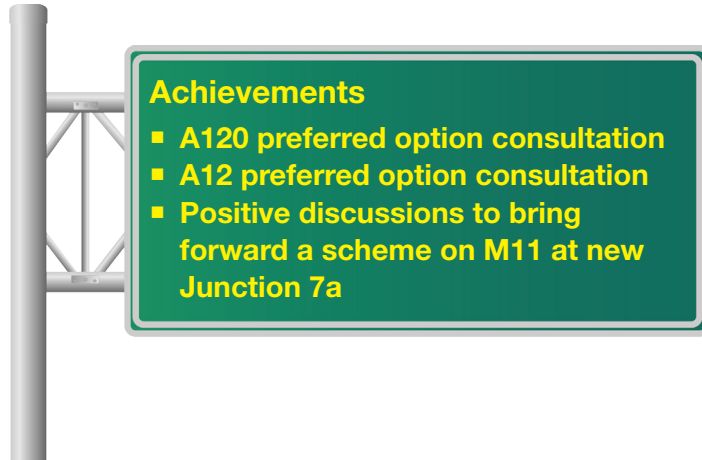 Achievements
■ A120 preferred option consultation
■ A12 preferred option consultation
■ Positive discussions to bring
forward a scheme on M11 at new
Junction 7a